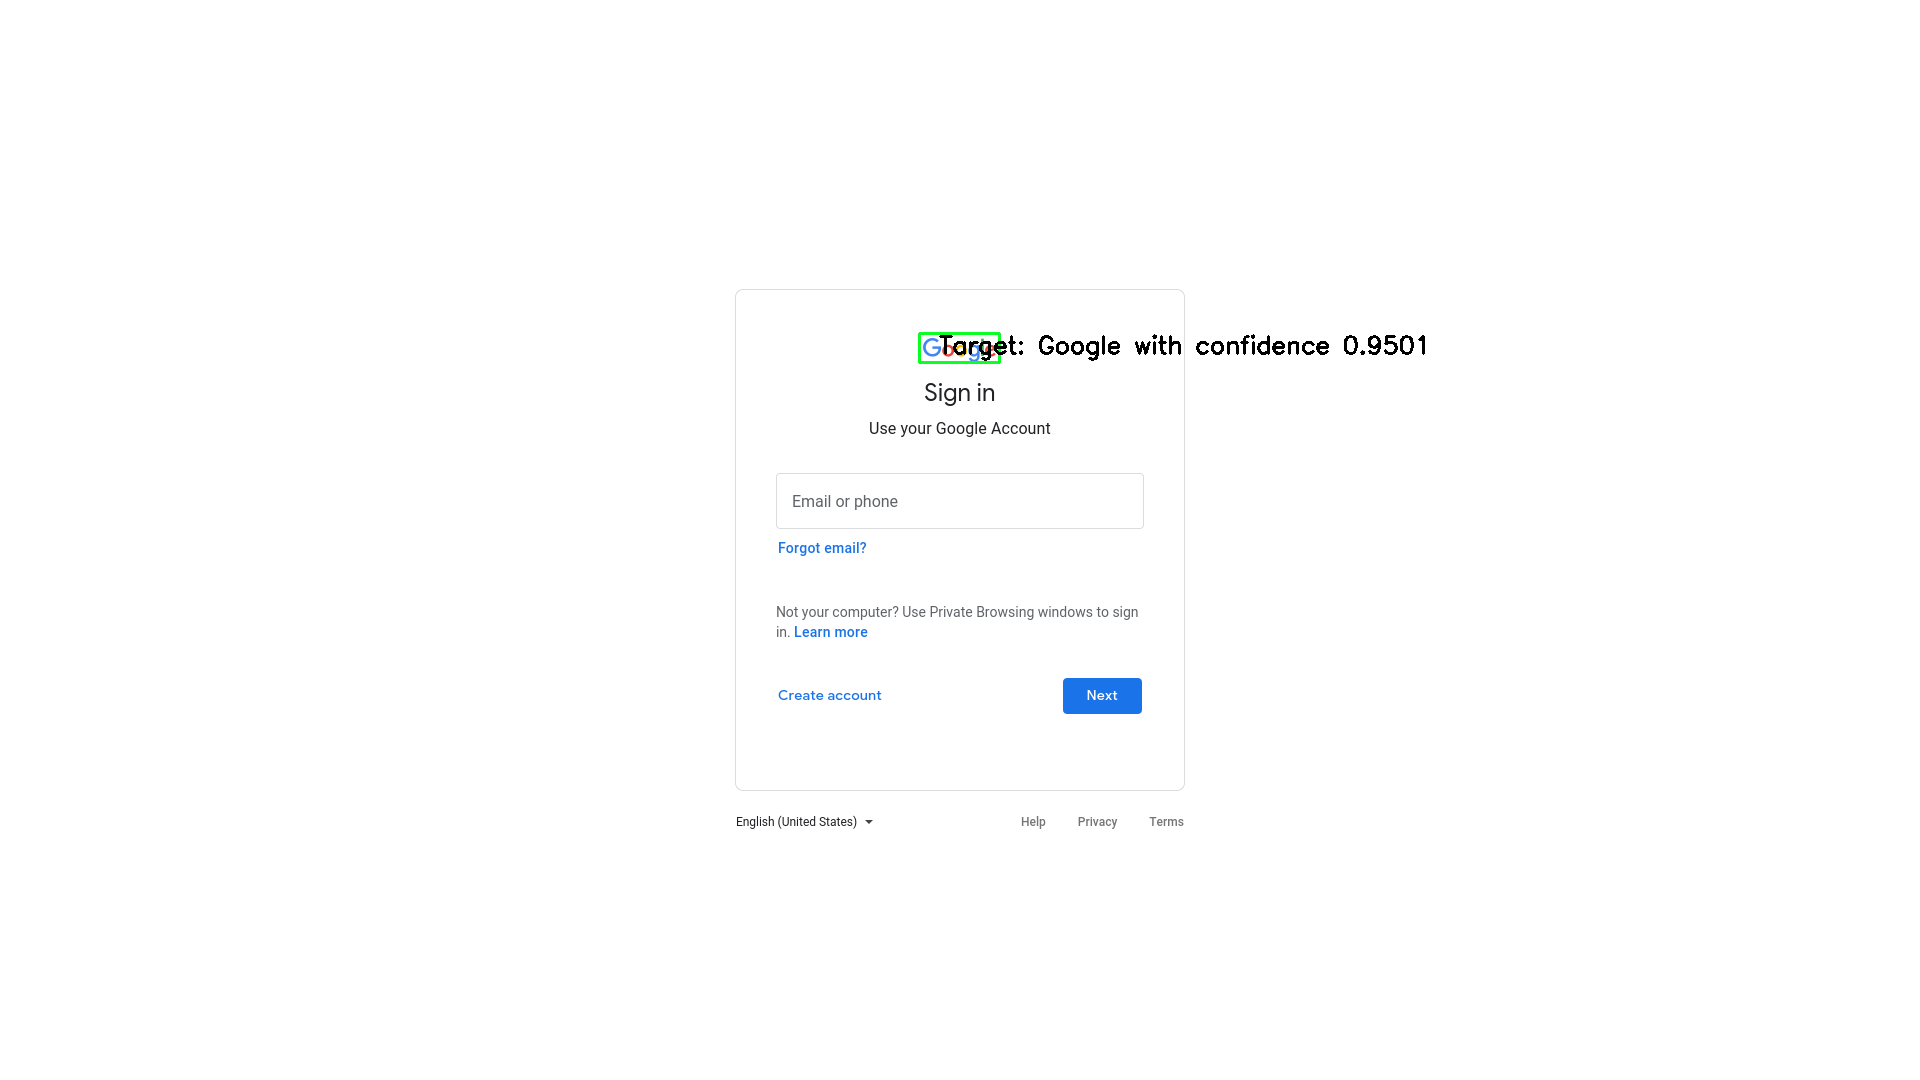 Google
Target: Google with confidence 0.9501
Sign in
Use your Google Account
Email or phone
Forgot email?
Not your computer? Use Private Browsing windows to sign
in. Learn more
Create account
Next
English (United States)
Help
Privacy
Terms